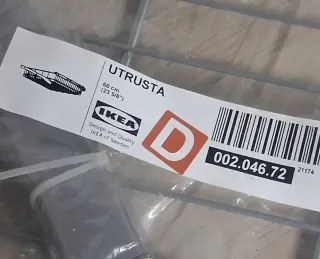 UTRUSTA
60 cm
(23 5/8")
IKEA
Design and Quality
IKEA of Sweden
D
002.046.72
21174